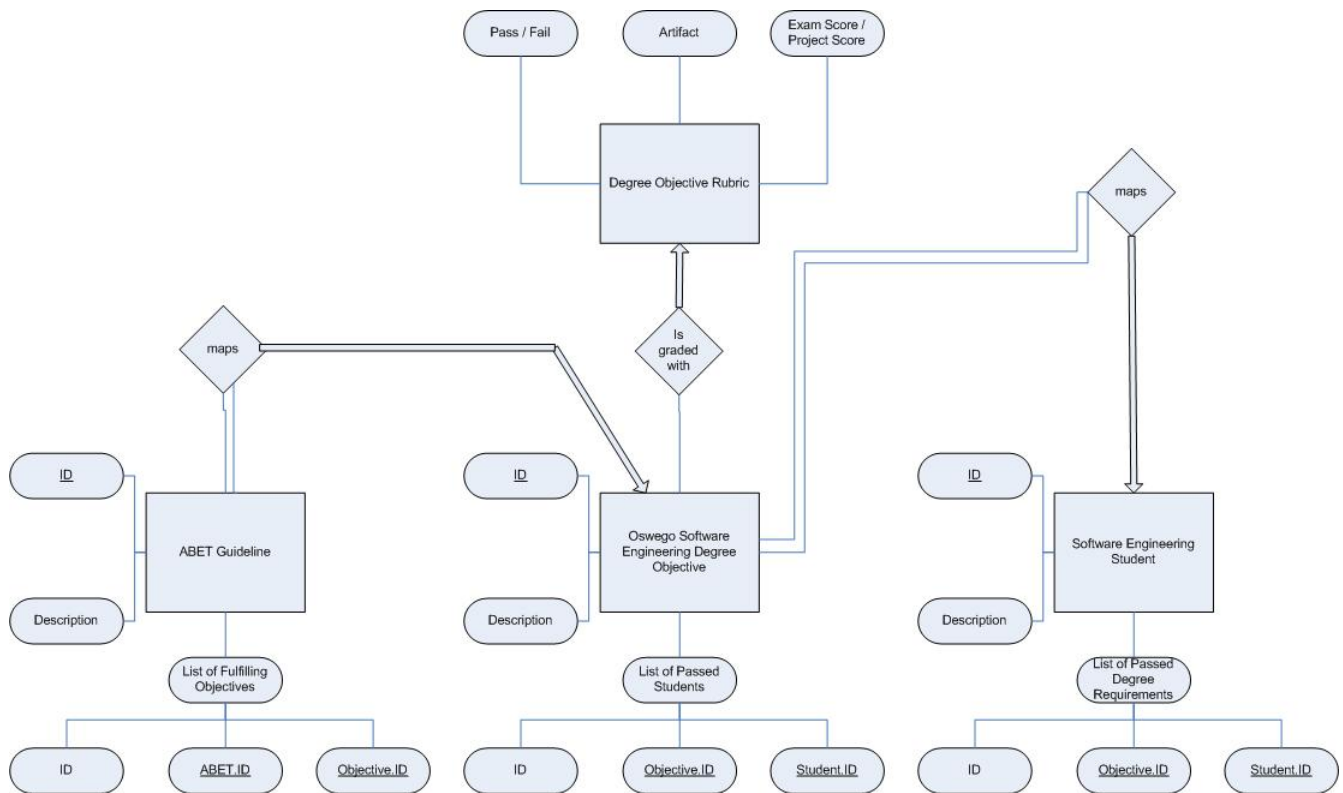 Pass / Fail
Artifact
Exam Score /
Project Score
Degree Objective Rubric
maps
maps
Is
graded
with
ID
ID
ID
ABET Guideline
Oswego Software
Engineering Degree
Objective
Software Engineering
Student
Description
Description
Description
List of Fulfilling
Objectives
List of Passed
Students
List of Passed
Degree
Requirements
ID
ABET.ID
Objective.ID
ID
Objective.ID
Student.ID
ID
Objective.ID
Student.ID